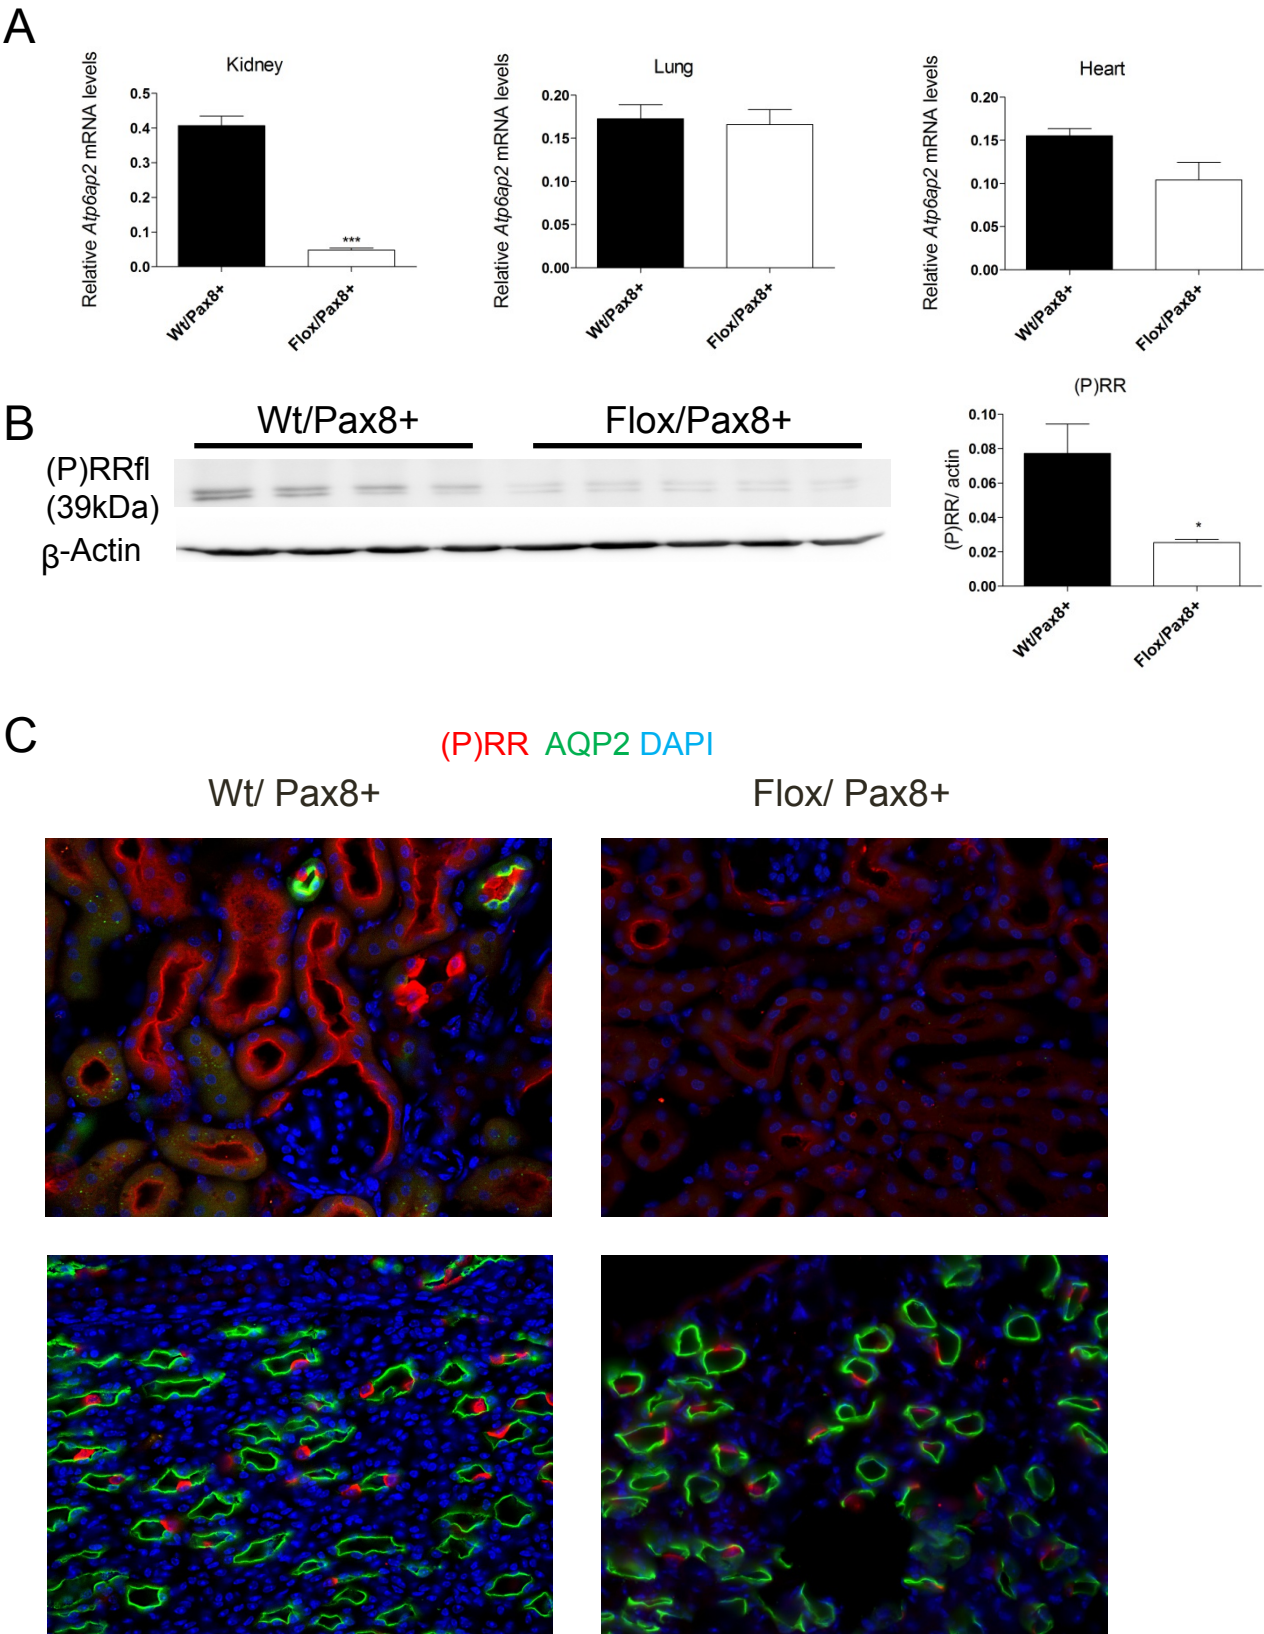 A
Kidney
Relative Atp6ap2 mRNA levels
0.5
0.4
0.3
0.2
0.1
0.0
***
Wt/Pax8+
Flox/Pax8+
Lung
Relative Atp6ap2 mRNA levels
0.20
0.15
0.10
0.05
0.00
Wt/Pax8+
Flox/Pax8+
Heart
Relative Atp6ap2 mRNA levels
0.20
0.15
0.10
0.05
0.00
Wt/Pax8+
Flox/Pax8+
B
Wt/Pax8+
Flox/Pax8+
(P)RRfl
(39kDa)
β-Actin
(P)RR
(P)RR/ actin
0.10
0.08
0.06
0.04
0.02
0.00
*
Wt/Pax8+
Flox/Pax8+
C
(P)RR AQP2 DAPI
Wt/ Pax8+
Flox/ Pax8+